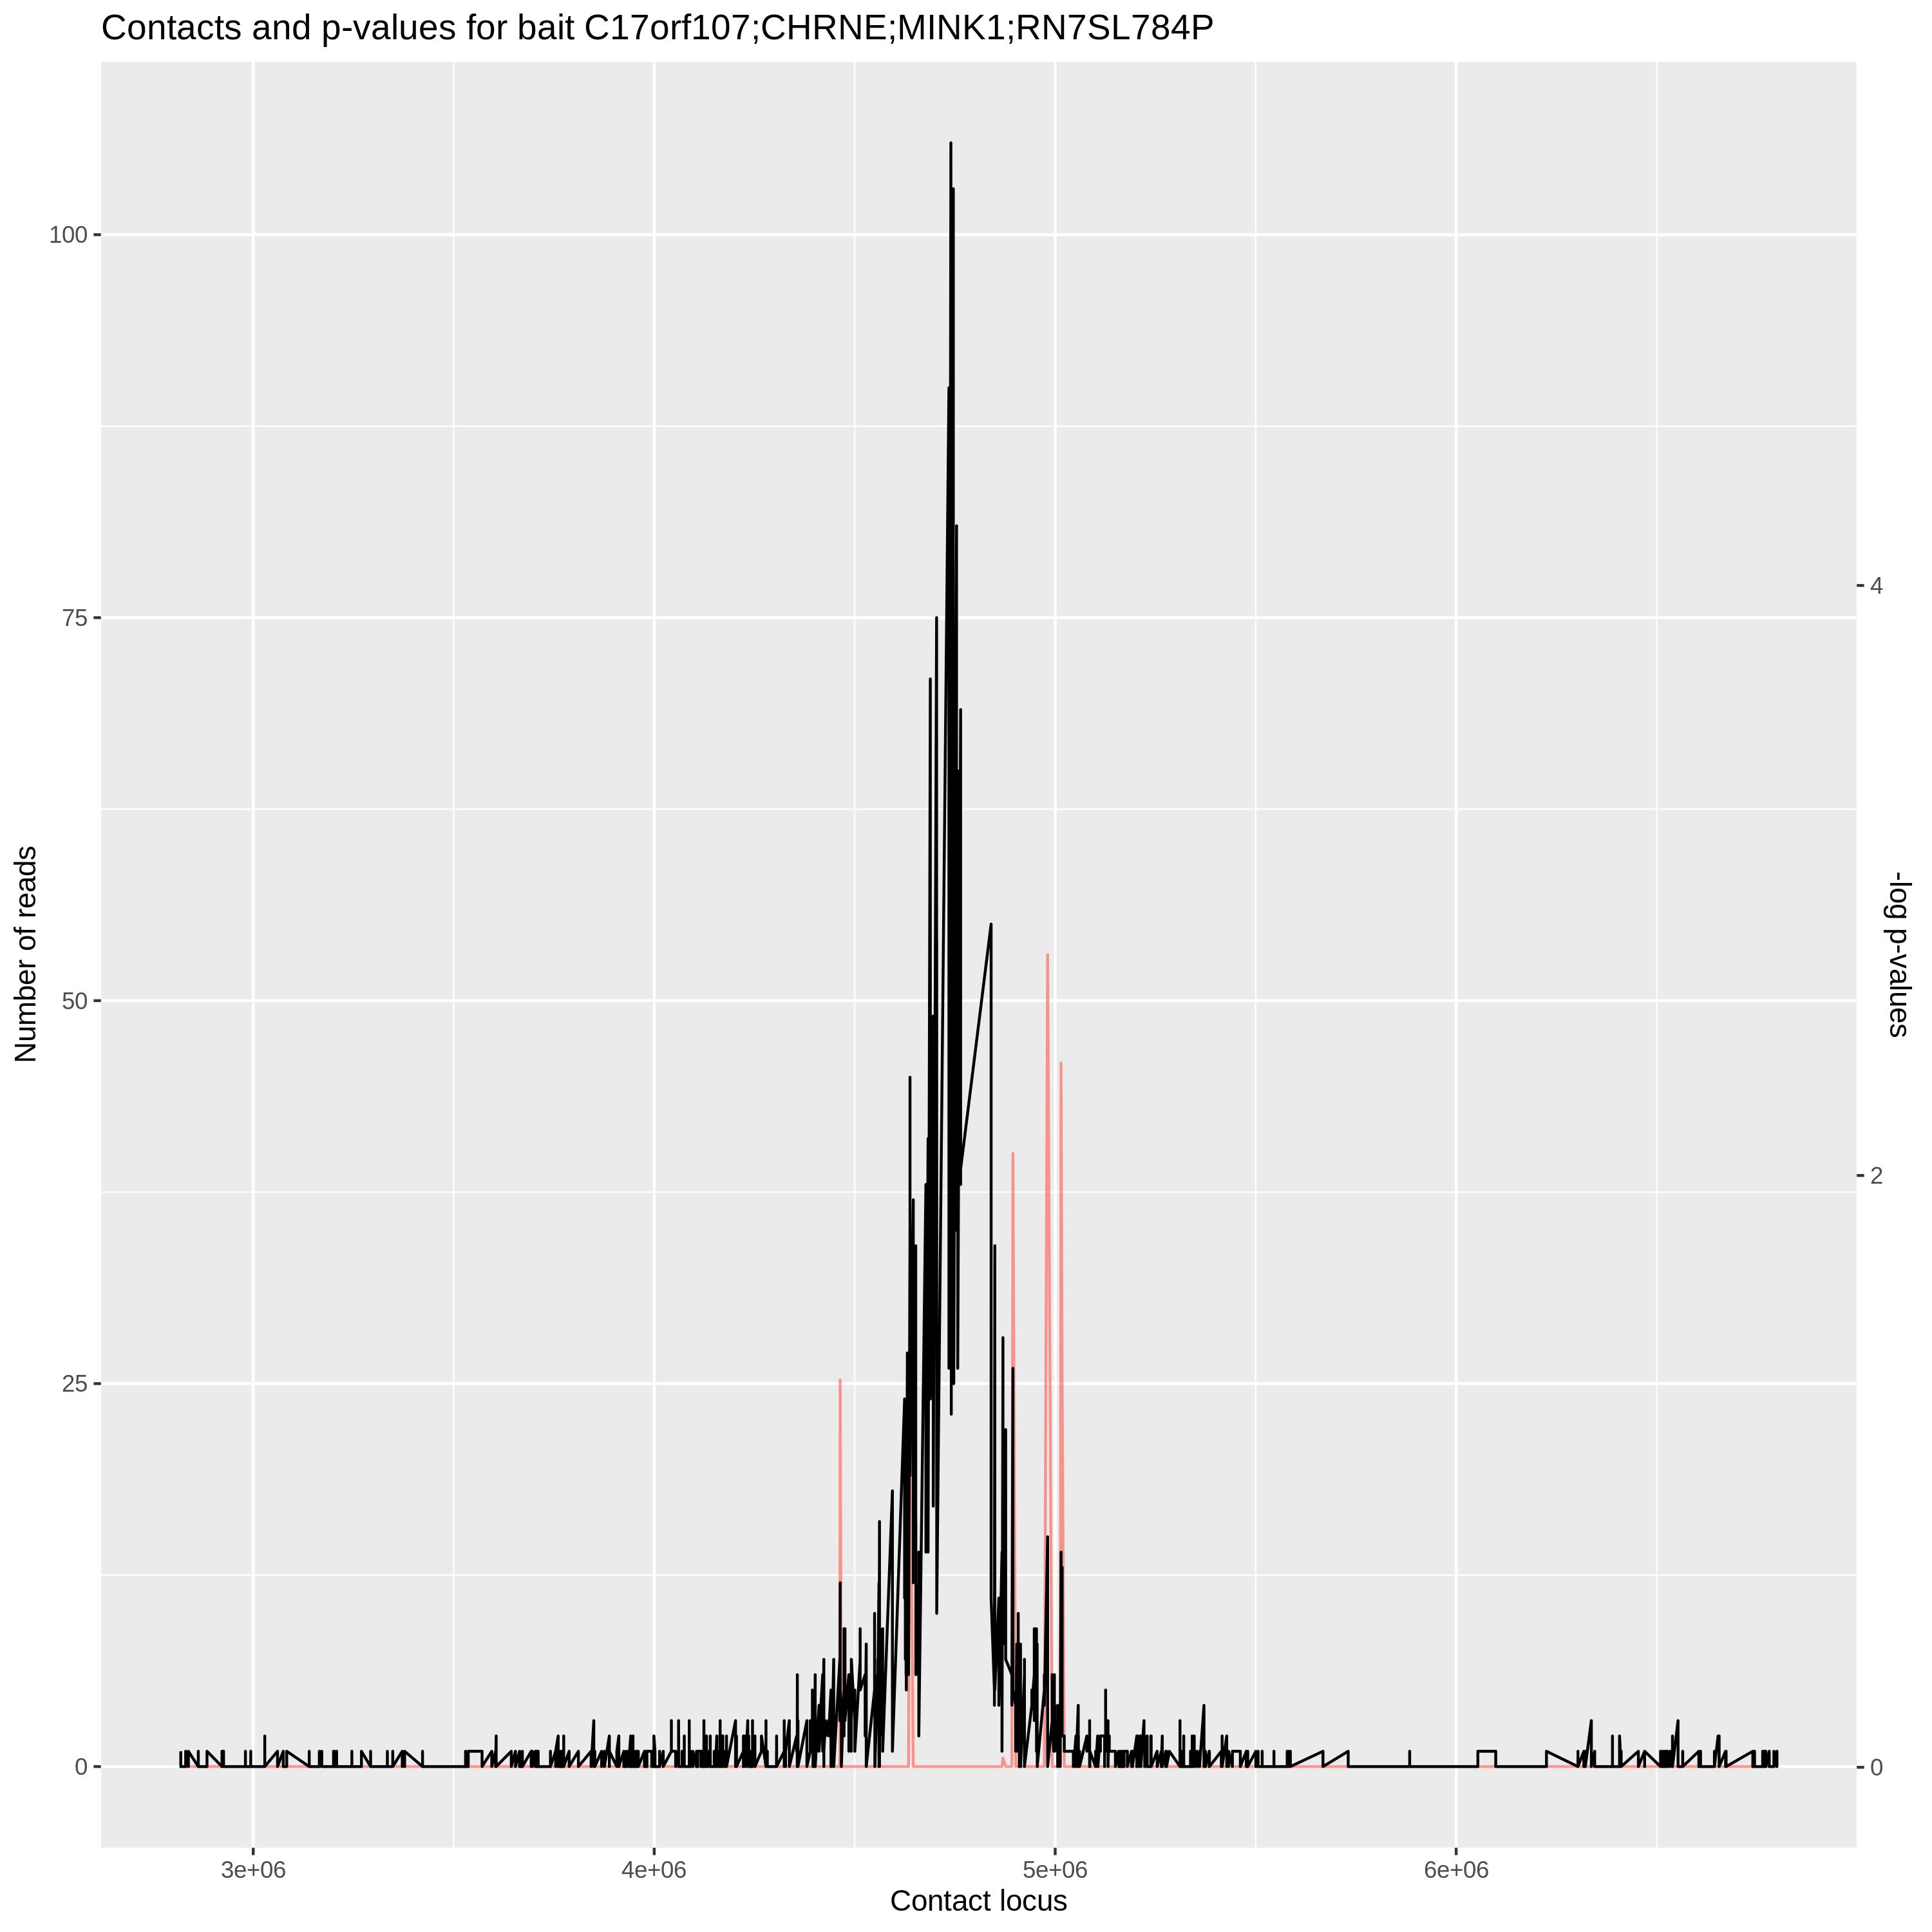 Contacts and p-values for bait C17orf107;CHRNE;MINK1;RN7SL784P
100
75
50
25
0
Number of reads
4
2
0
-log p-values
3e+06
4e+06
5e+06
6e+06
Contact locus